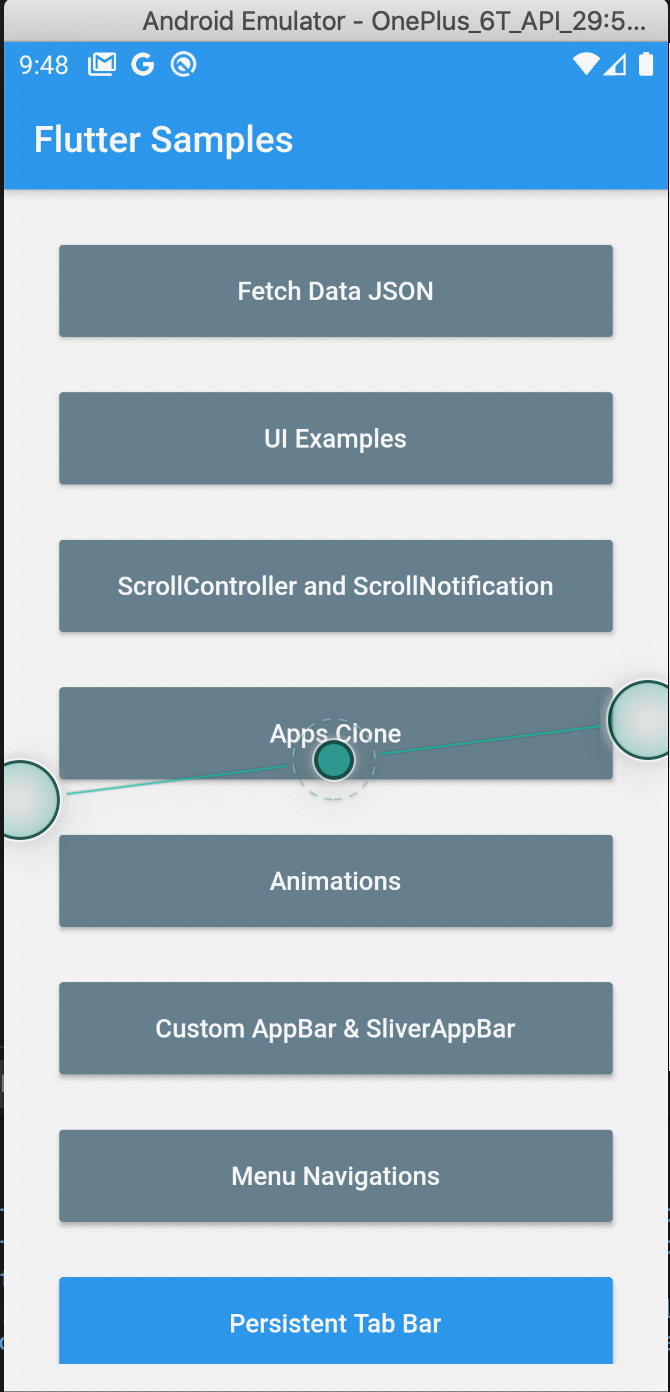 Android Emulator - OnePlus_6T_API_29:5...
9:48
Flutter Samples
Fetch Data JSON
UI Examples
ScrollController and ScrollNotification
Apps Clone
Animations
Custom AppBar & SliverAppBar
Menu Navigations
Persistent Tab Bar